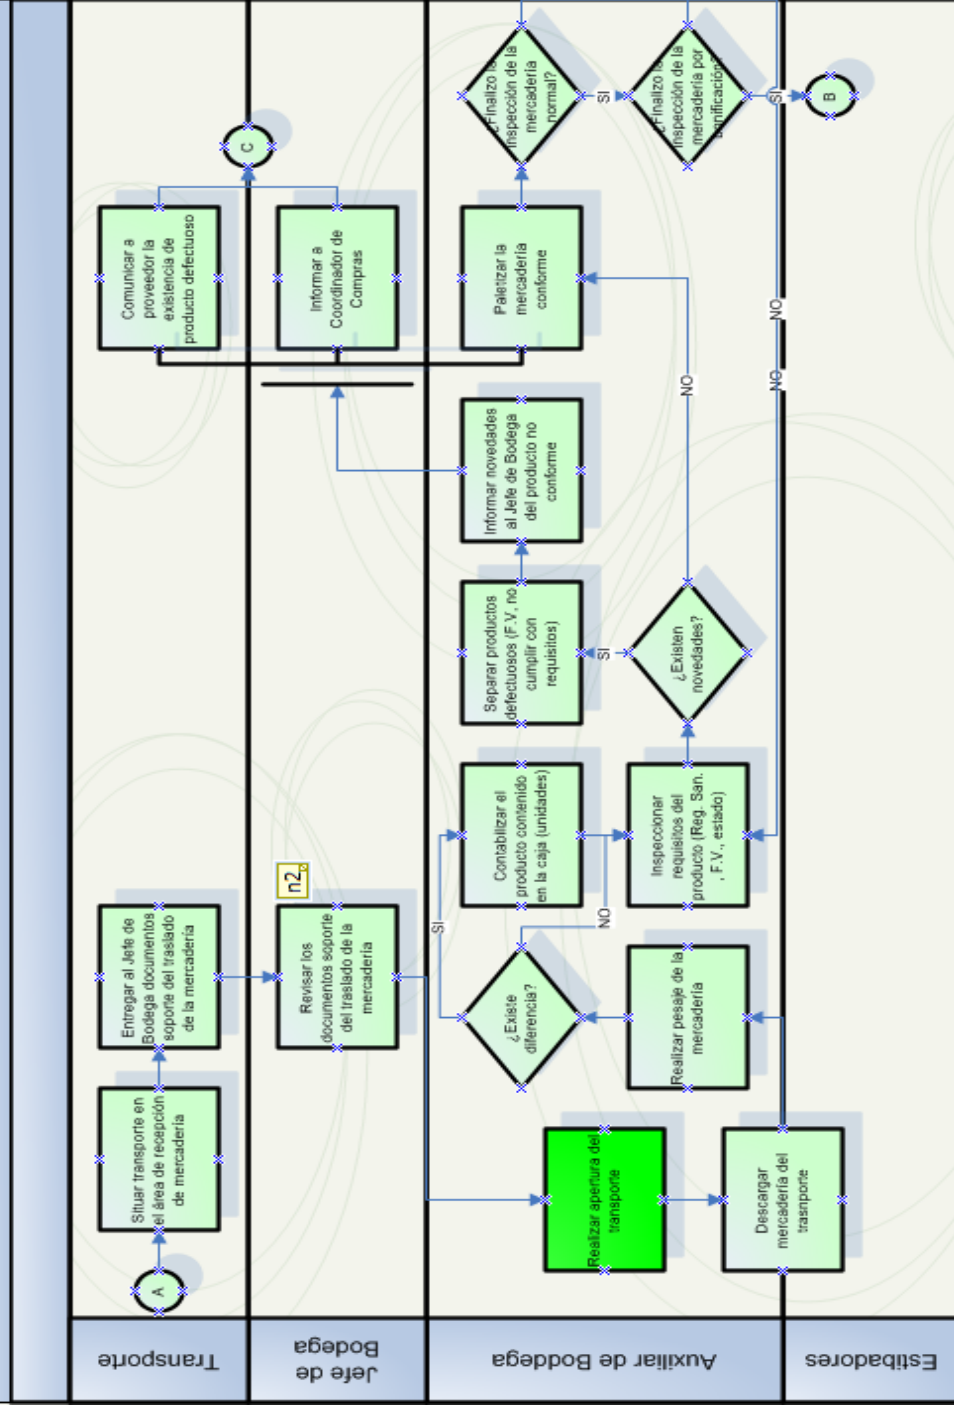 Transporte
A
Situar transporte en
el área de recepción
de mercadería
Entregar al Jefe de
Bodega documentos
soporte del traslado
de la mercadería
Comunicar a
proveedor la
existencia de
producto defectuoso
C
Jefe de
Bodega
Revisar los
documentos soporte
del traslado de la
mercadería
n2
Informar a
Coordinador de
Compras
Auxiliar de Boddega
Realizar apertura del
transporte
Descargar
mercadería del
trasnporte
Realizar pesaje de la
mercadería
¿Existe
diferencia?
SI
NO
Contabilizar el
producto contenido
en la caja (unidades)
Inspeccionar
requisitos del
producto (Reg. San.
, F.V., estado)
¿Existen
novedades?
SI
NO
Separar productos
defectuosos (F.V, no
cumplir con
requisitos)
Informar novedades
al Jefe de Bodega
del producto no
conforme
Paletizar la
mercadería
conforme
¿Finalizo la
inspección de la
mercadería
normal?
SI
NO
¿Finalizo la
inspección de la
mercadería por
bonificación?
SI
NO
Estibadores
B